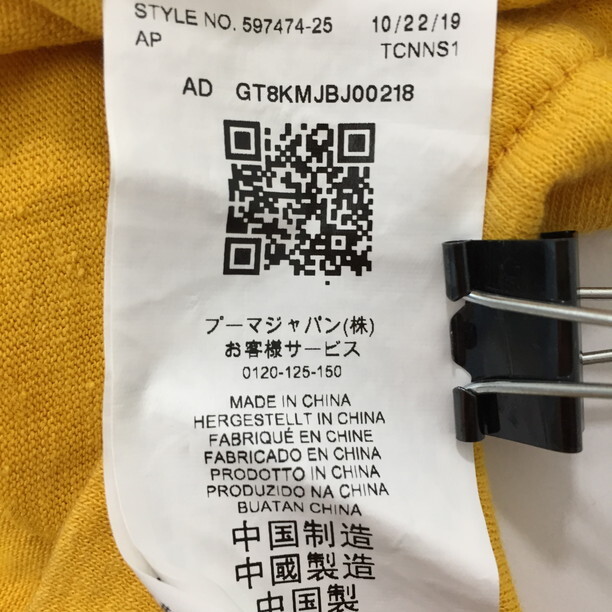 STYLE NO. 597474-25 10/22/19
AP TCNNS1
AD GT8KMJBJ00218
プーマジャパン(株)
お客様サービス
0120-125-150
MADE IN CHINA
HERGESTELLT IN CHINA
FABRIQUÉ EN CHINE
FABRICADO EN CHINA
PRODOTTO IN CHINA
PRODUZIDO NA CHINA
BUATAN CHINA
中国制造
中國製造
中国製